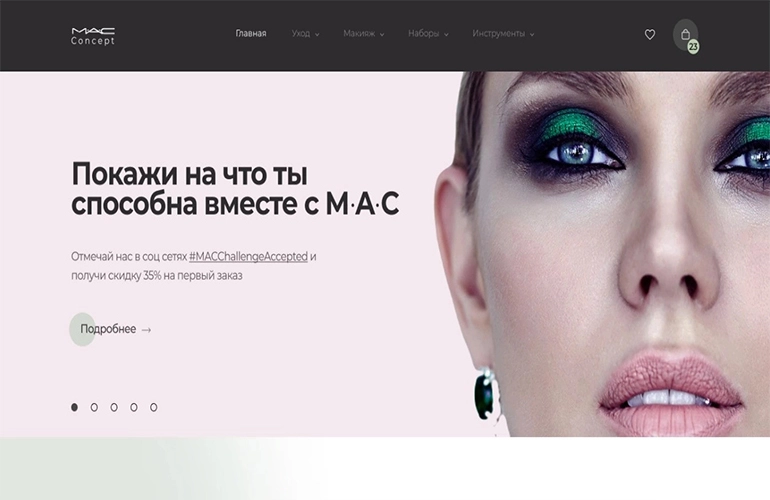 MAC
Concept
Главная Уход Макияж Наборы Инструменты
23
Покажи на что ты
способна вместе с M·A·C
Отмечай нас в соц сетях #MACChallengeAccepted и
получи скидку 35% на первый заказ
Подробнее →